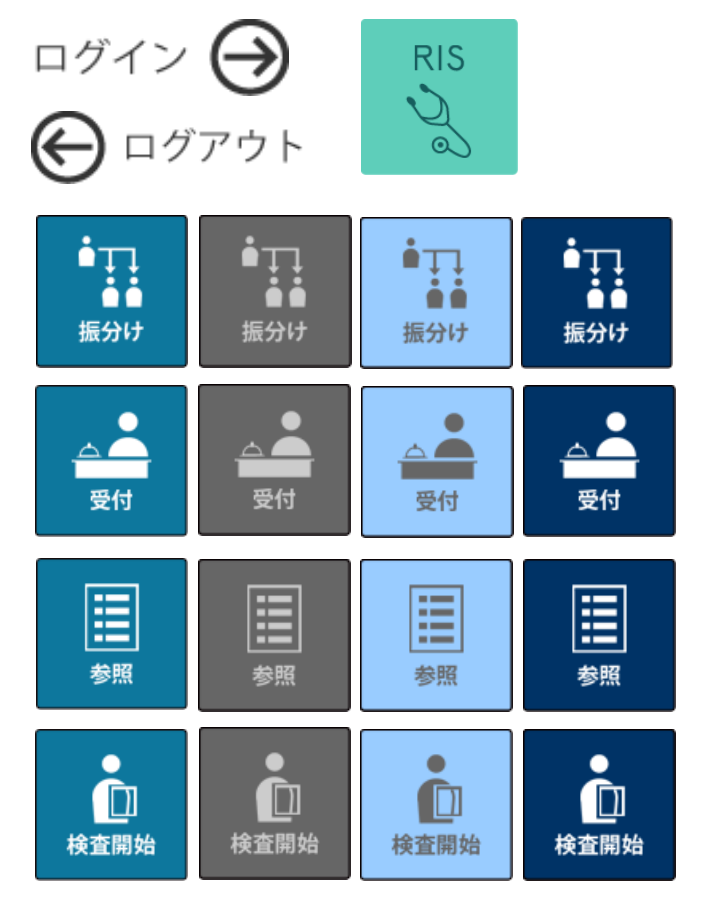 ログイン
RIS
ログアウト
振分け 振分け 振分け 振分け
受付 受付 受付 受付
参照 参照 参照 参照
検査開始 検査開始 検査開始 検査開始